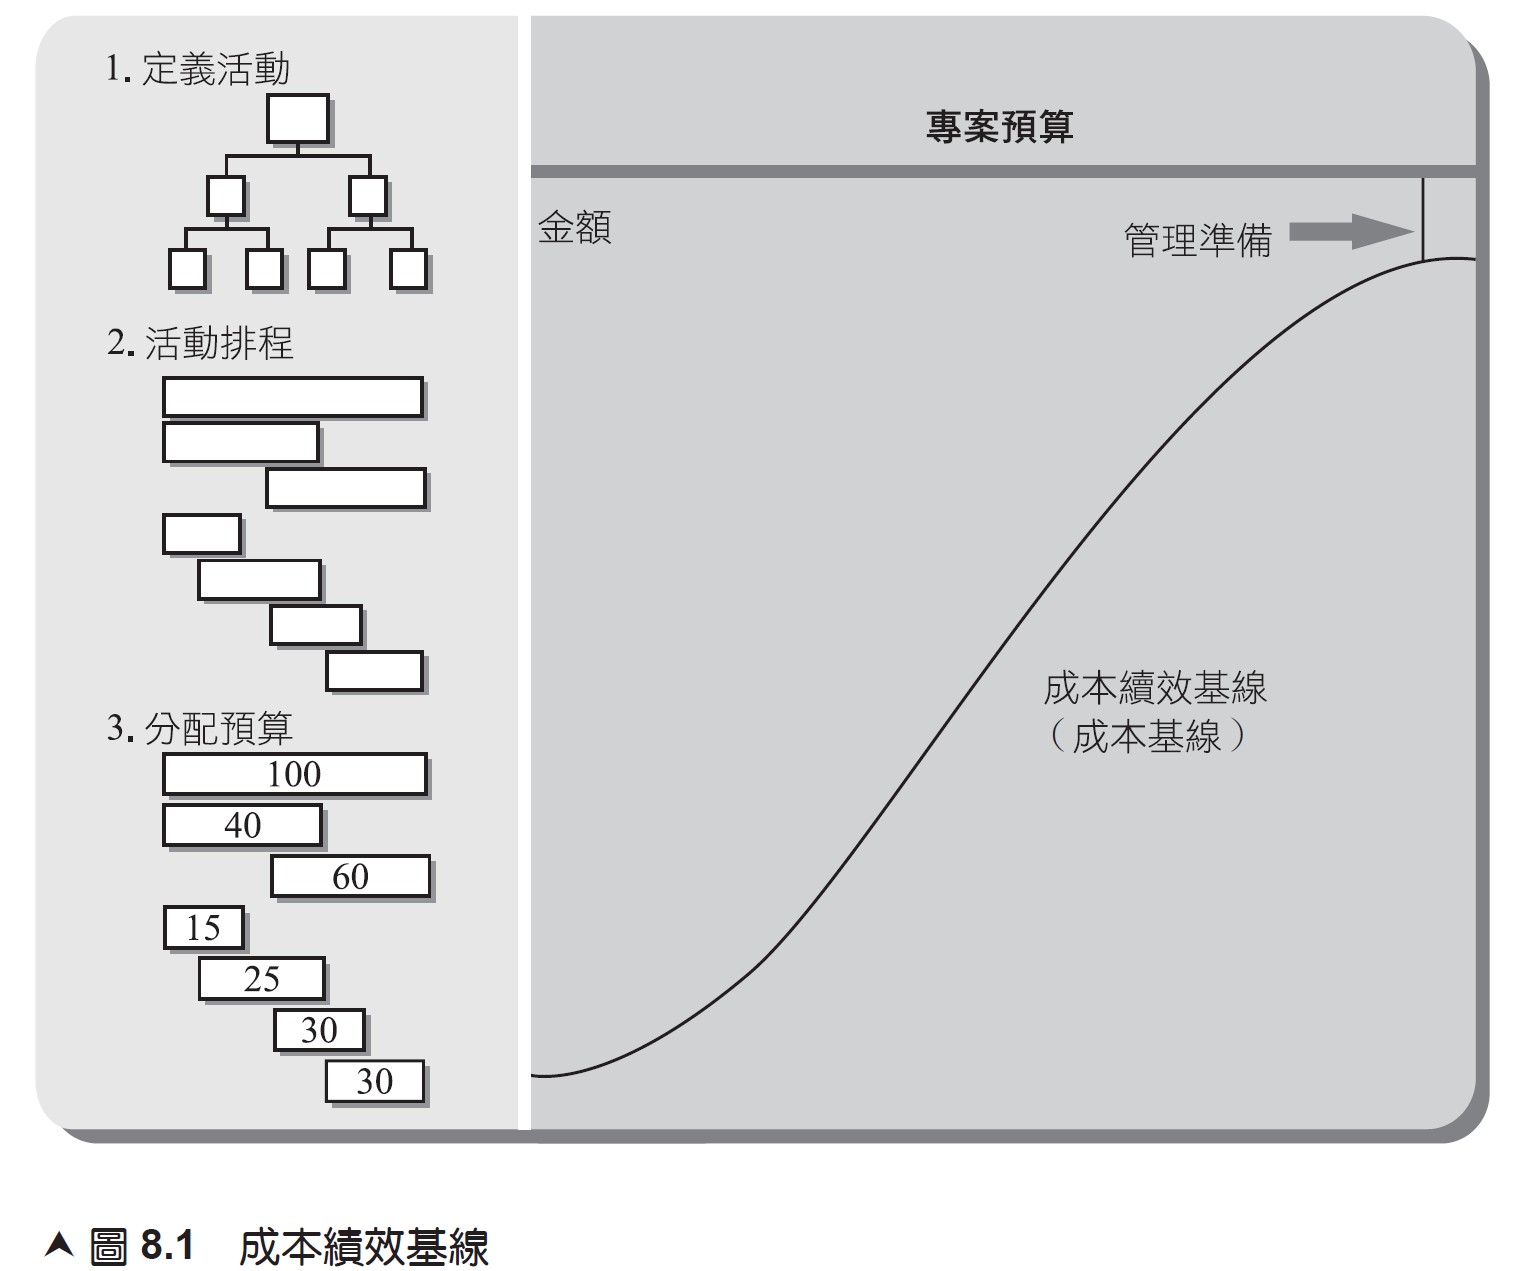 1. 定義活動
2. 活動排程
3. 分配預算
100
40
60
15
25
30
30
專案預算
金額
管理準備
成本績效基線
（成本基線）
圖 8.1 成本績效基線